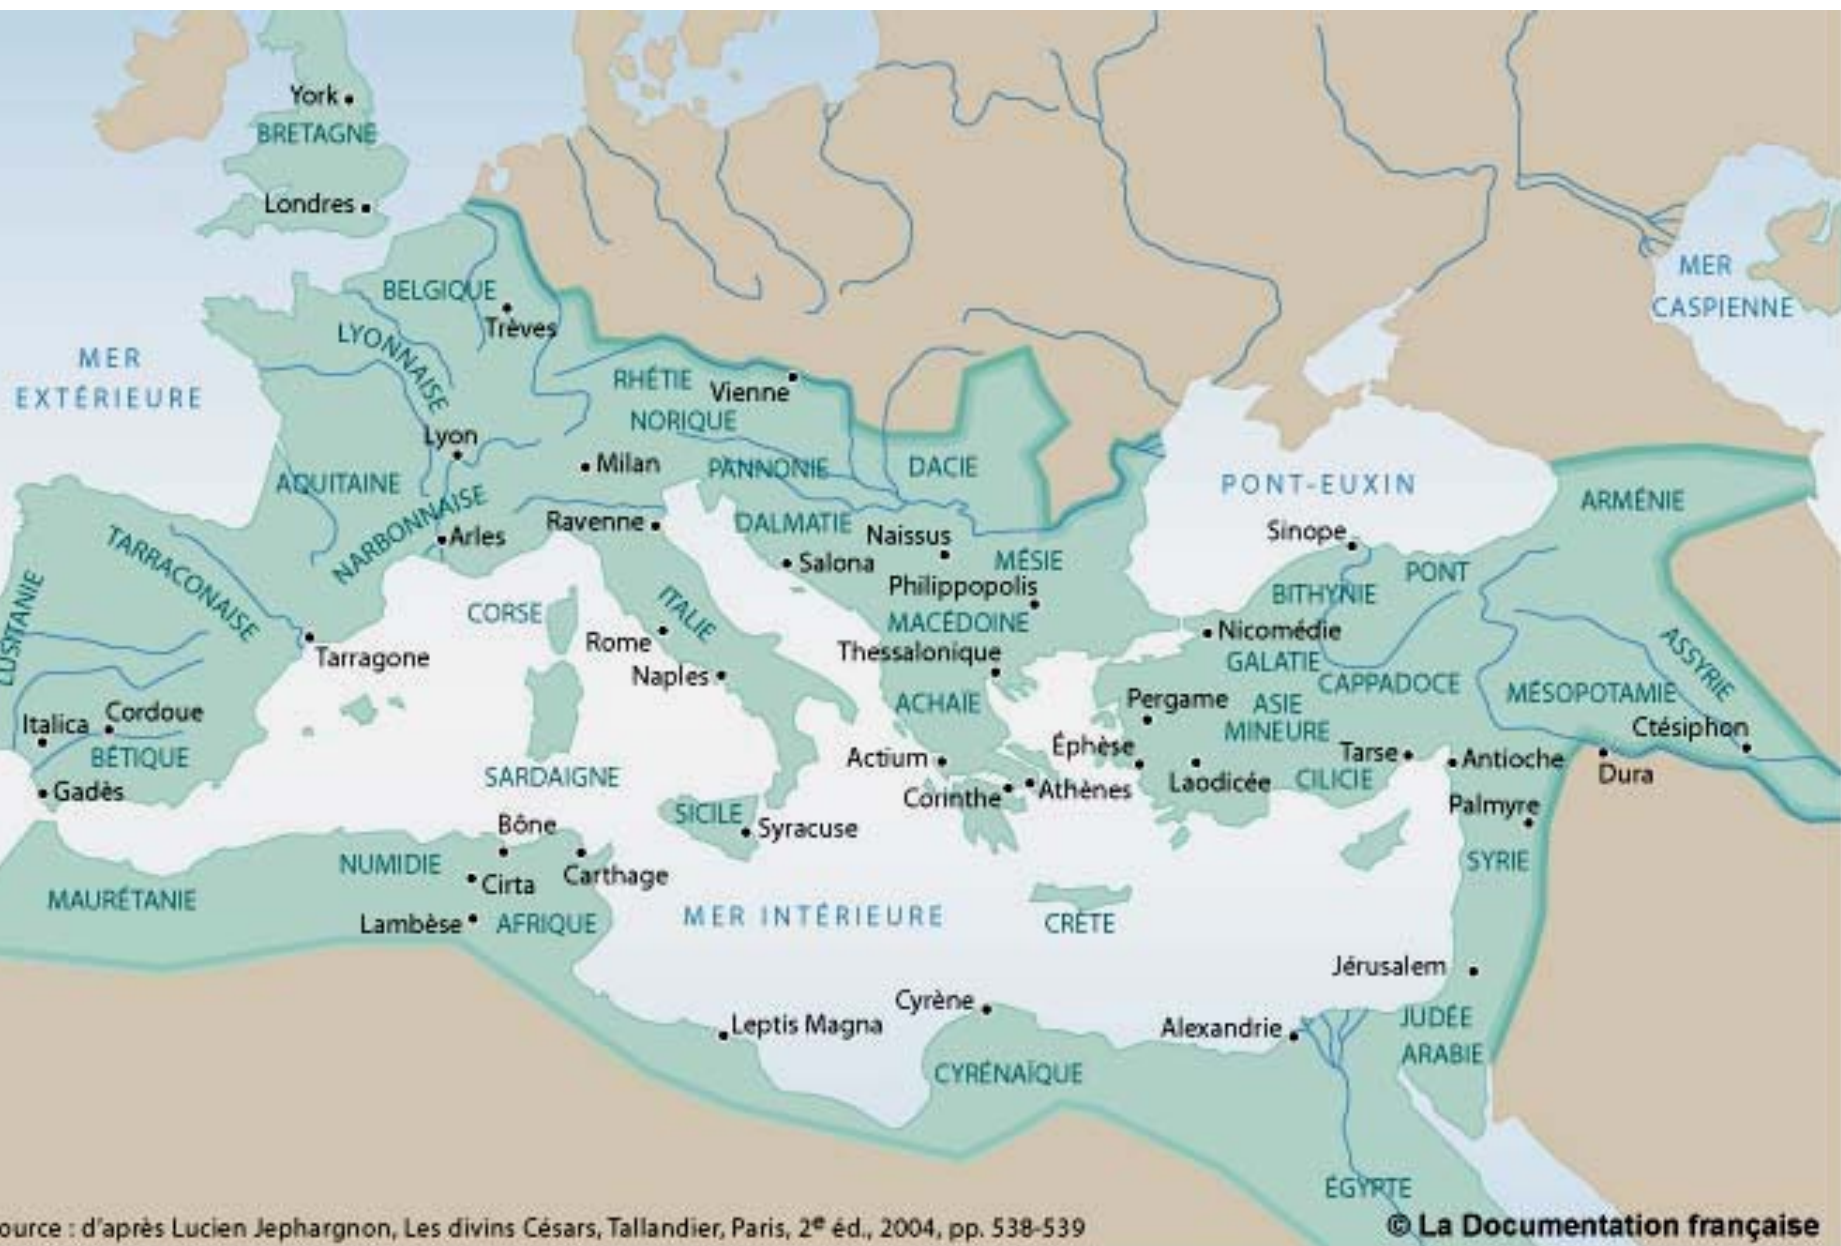 York
BRETAGNE
Londres
BELGIQUE
Trèves
LYONNAISE
MER
EXTÉRIEURE
RHÉTIE
Vienne
NORIQUE
Lyon
Milan
PANNONIE
DACIE
AQUITAINE
NARBONNAISE
Arles
Ravenne
DALMATIE
Naissus
Salona
MÉSIE
Philippopolis
MER
CASPIENNE
PONT-EUXIN
ARMÉNIE
Sinope
PONT
BITHYNIE
TARRACONAISE
LUSITANIE
CORSE
ITALIE
Rome
MACÉDOINE
Thessalonique
Nicomédie
GALATIE
CAPPADOCE
ASSYRIE
MÉSOPOTAMIE
Tarragone
Naples
ACHAÏE
Pergame
ASIE
MINEURE
Ctésiphon
Italica
Cordoue
BÉTIQUE
Gadès
SARDAIGNE
Actium
Éphèse
Tarse
Antioche
Dura
Corinthe
Athènes
Laodicée
CILICIE
SICILE
Syracuse
Palmyre
Bône
NUMIDIE
Cirta
Carthage
SYRIE
MAURÉTANIE
Lambèse
AFRIQUE
MER INTÉRIEURE
CRÈTE
Jérusalem
Cyrène
Leptis Magna
Alexandrie
JUDÉE
ARABIE
CYRÉNAÏQUE
ÉGYPTE
ource : d'après Lucien Jephargnon, Les divins Césars, Tallandier, Paris, 2e éd., 2004, pp. 538-539
© La Documentation française